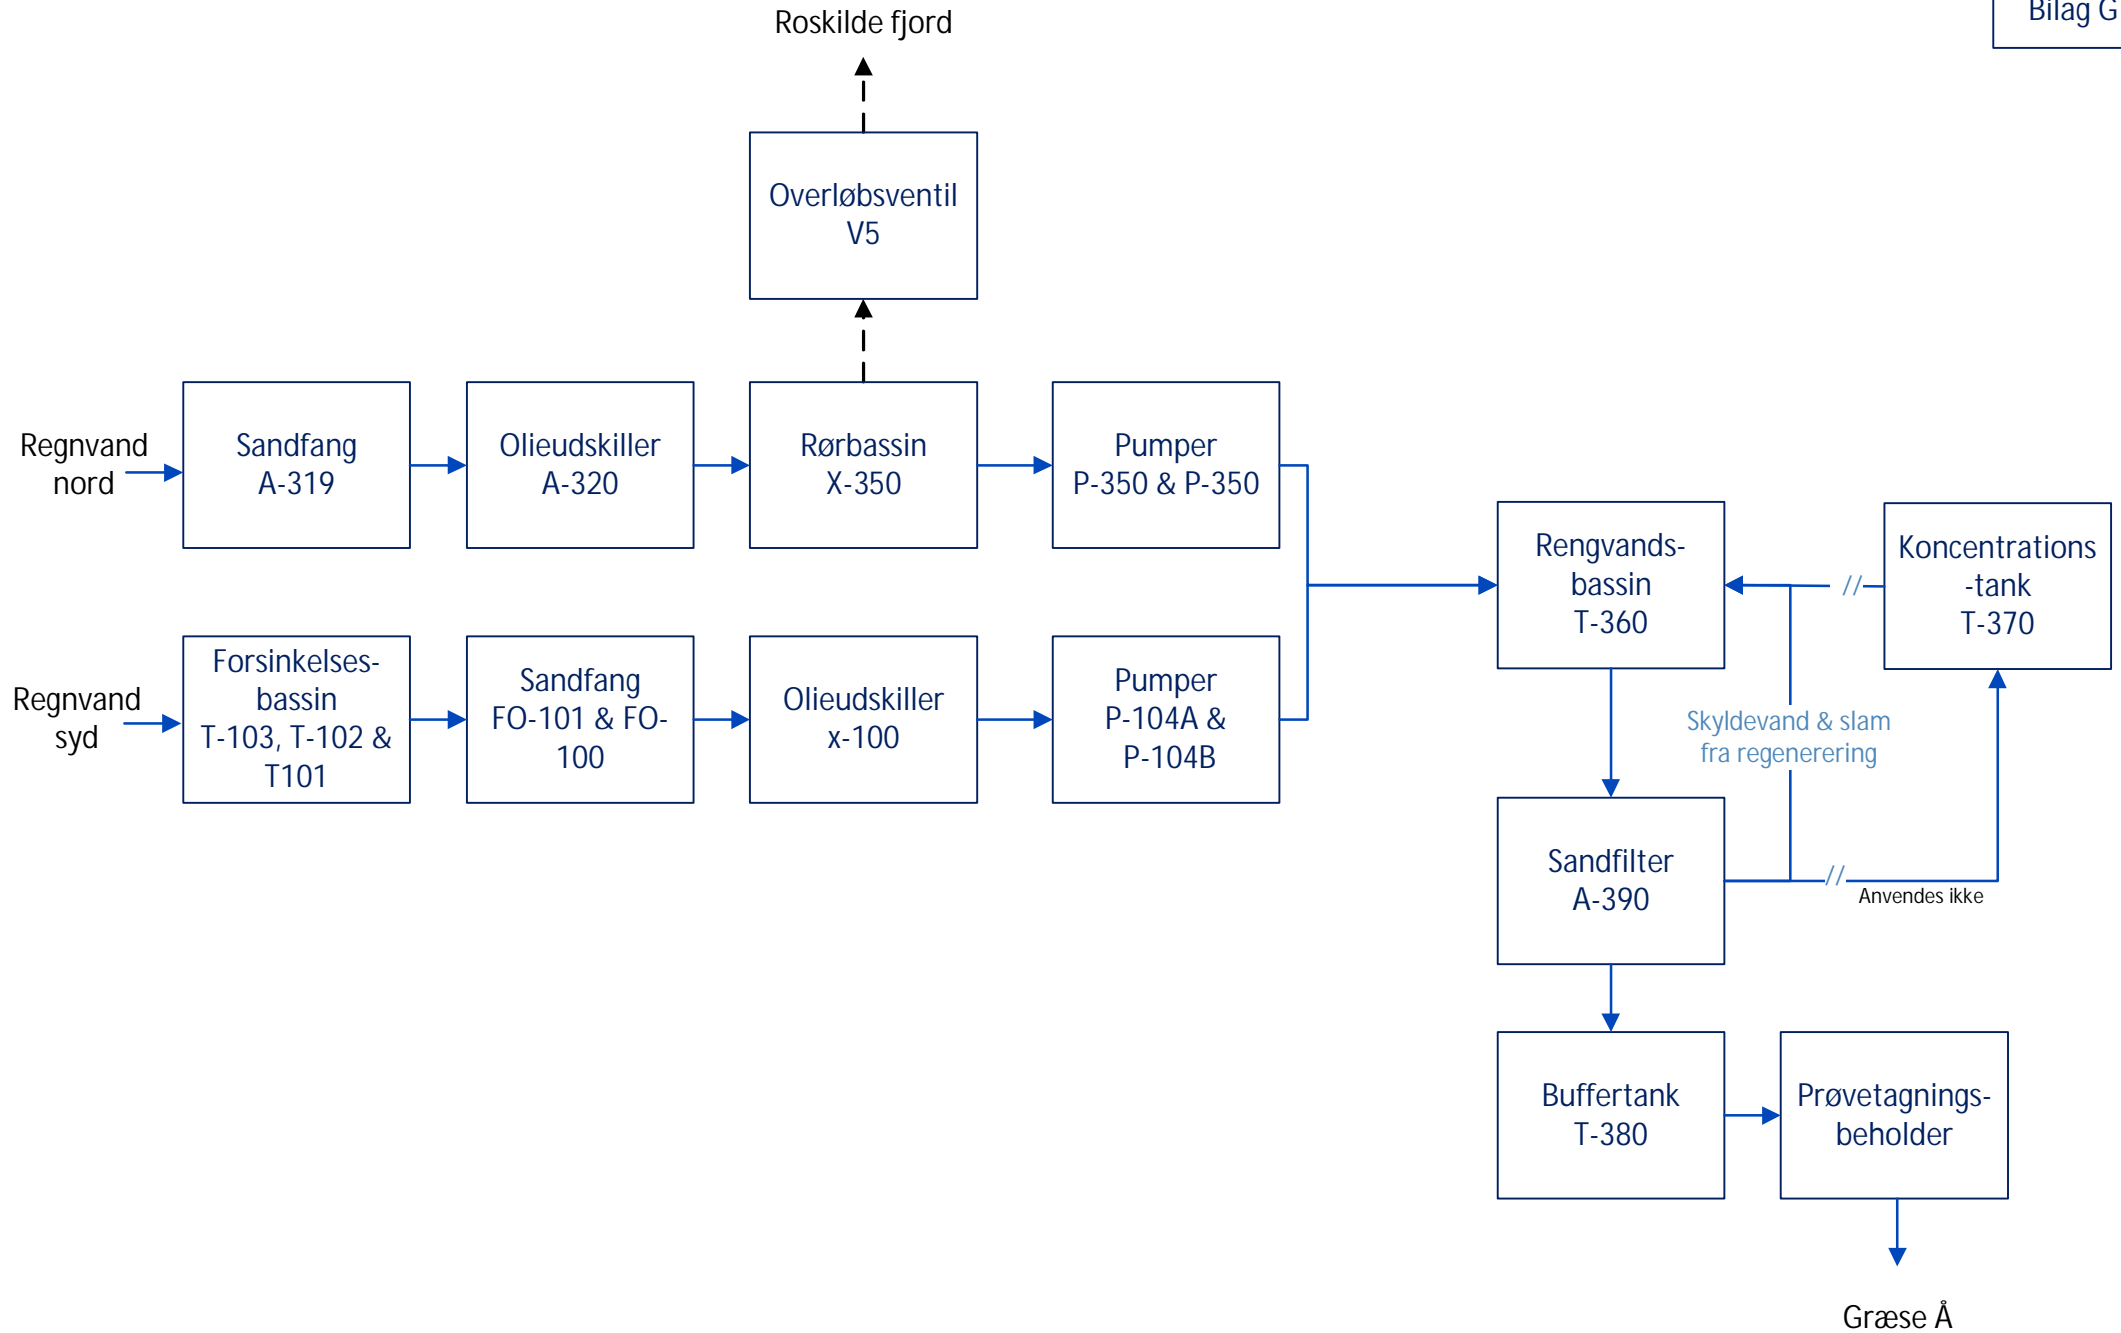 Bilag G
Roskilde fjord
Overløbsventil
V5
Regnvand
nord
Sandfang
A-319
Olieudskiller
A-320
Rørbassin
X-350
Pumper
P-350 & P-350
Regnvand
syd
Forsinkelses-
bassin
T-103, T-102 &
T101
Sandfang
FO-101 & FO-
100
Olieudskiller
x-100
Pumper
P-104A &
P-104B
Rengvands-
bassin
T-360
//
Koncentrations
-tank
T-370
Skyldevand & slam
fra regenerering
Sandfilter
A-390
//
Anvendes ikke
Buffertank
T-380
Prøvetagnings-
beholder
Græse Å